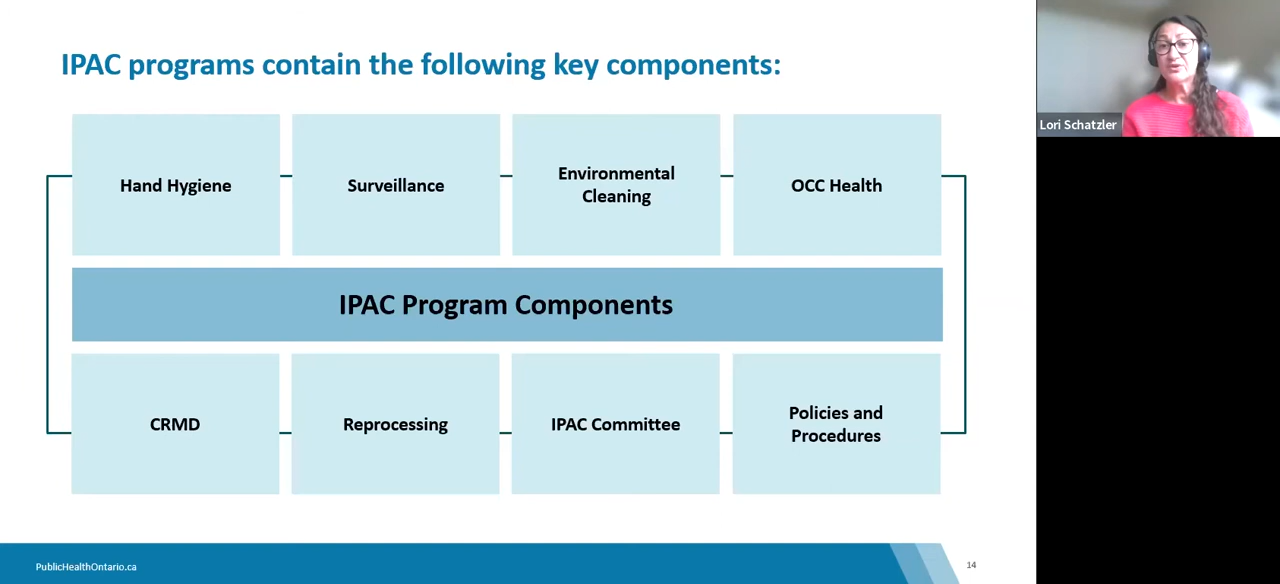 IPAC programs contain the following key components:
Lori Schatzler
Hand Hygiene
Surveillance
Environmental
Cleaning
OCC Health
IPAC Program Components
CRMD
Reprocessing
IPAC Committee
Policies and
Procedures
PublicHealthOntario.ca
14